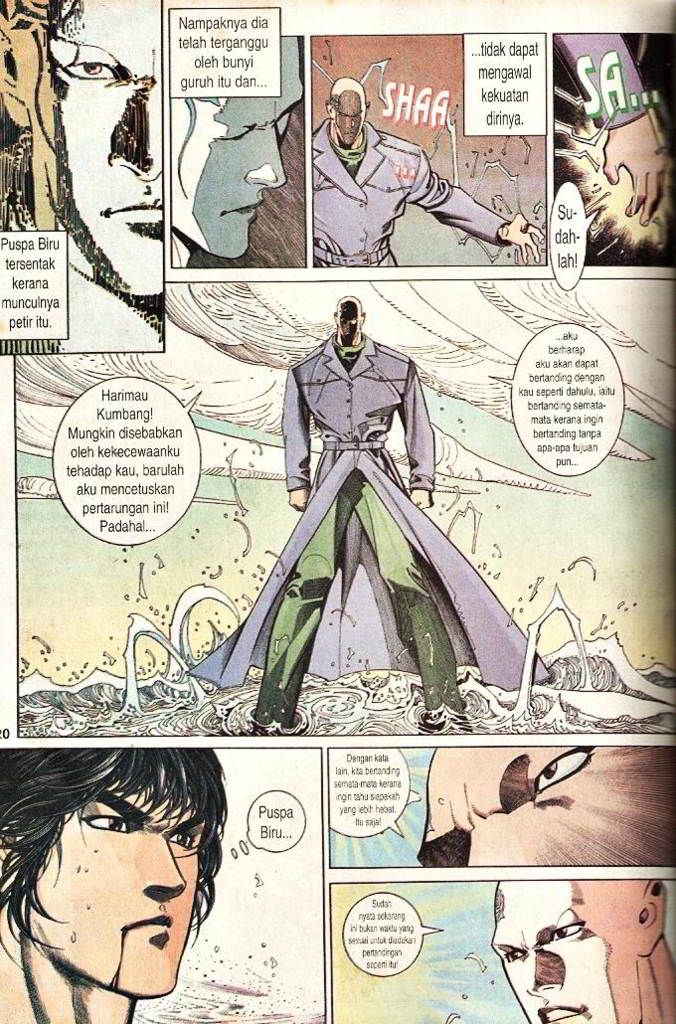 Puspa Biru
tersentak
kerana
munculnya
petir itu.
Nampaknya dia
telah terganggu
oleh bunyi
guruh itu dan...
...tidak dapat
mengawal
kekuatan
dirinya.
SHAA
...
SA...
Su-
dah-
lah!
Harimau
Kumbang!
Mungkin disebabkan
oleh kekecewaanku
tehadap kau, barulah
aku mencetuskan
pertarungan ini!
Padahal...
...aku
berharap
aku akan dapat
bertanding dengan
kau seperti dahulu, iaitu
bertanding semata-
mata kerana ingin
bertanding tanpa
apa-apa tujuan
pun...
20
Puspa
Biru...
Dengan kata
lain, kita bertanding
semata-mata kerana
ingin tahu siapakah
yang lebih hebat.
Itu saja!
Sudah
nyata sekarang
ini bukan waktu yang
sesuai untuk diadakan
pertandingan
seperti itu!